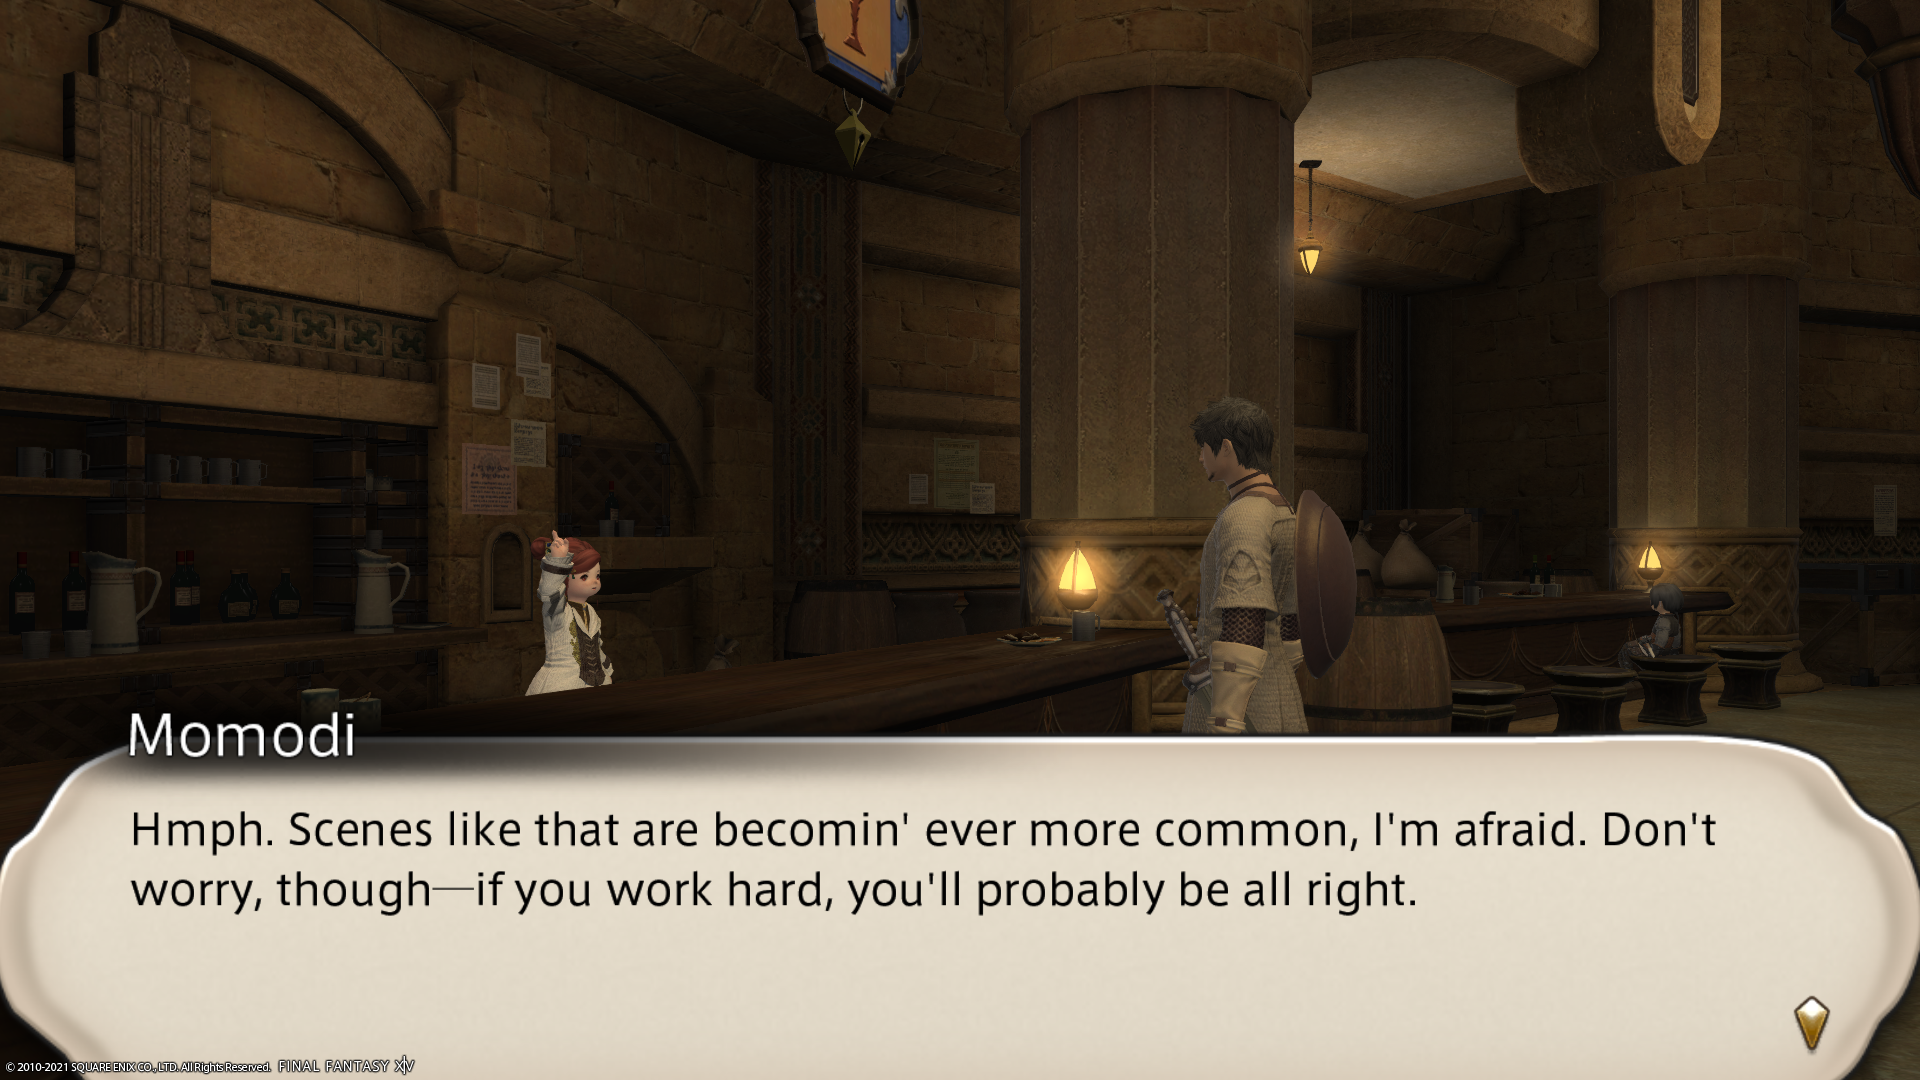 Momodi
Hmph. Scenes like that are becomin' ever more common, I'm afraid. Don't
worry, though—if you work hard, you'll probably be all right.
© 2010-2021 SQUARE ENIX CO., LTD. All Rights Reserved. FINAL FANTASY XIV